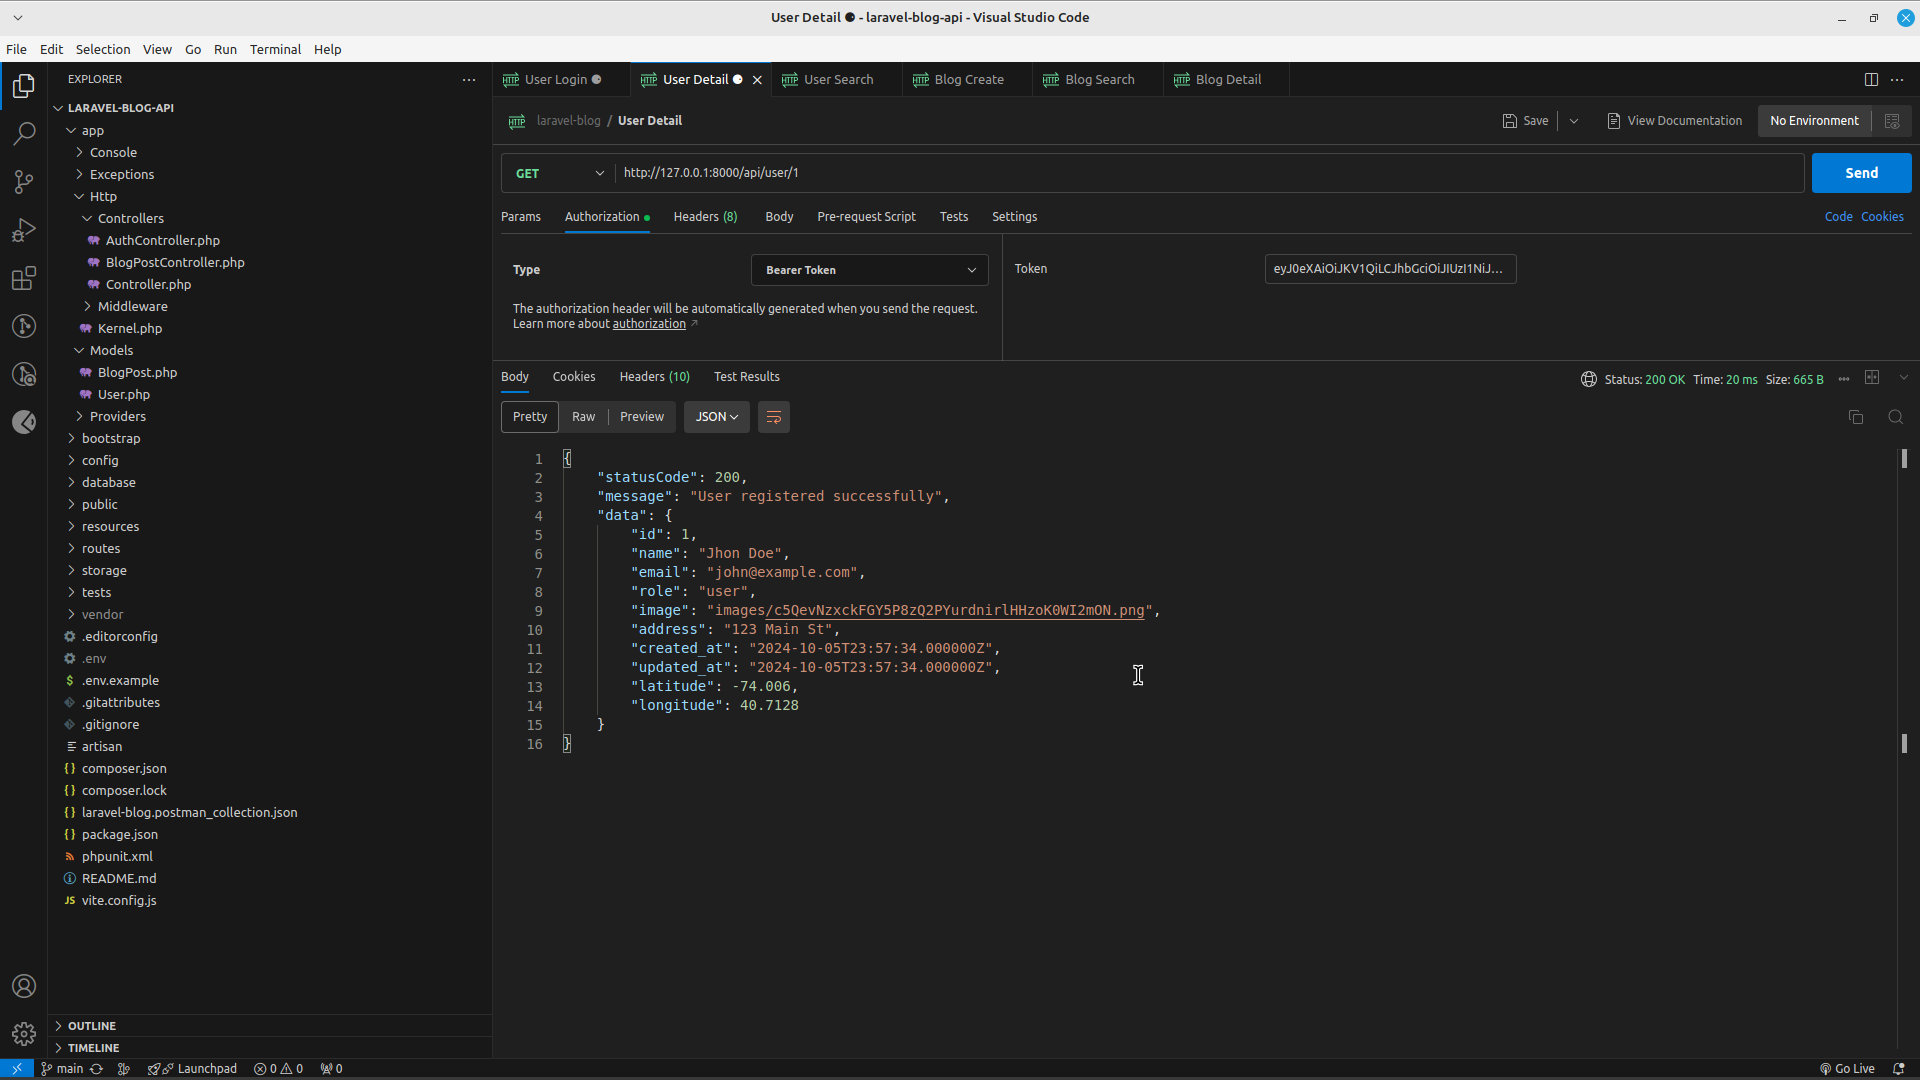 User Detail ● - laravel-blog-api - Visual Studio Code
File Edit Selection View Go Run Terminal Help
EXPLORER
LARAVEL-BLOG-API
app
Console
Exceptions
Http
Controllers
AuthController.php
BlogPostController.php
Controller.php
Middleware
Kernel.php
Models
BlogPost.php
User.php
Providers
bootstrap
config
database
public
resources
routes
storage
tests
vendor
.editorconfig
.env
$ .env.example
.gitattributes
.gitignore
artisan
{} composer.json
{} composer.lock
{} laravel-blog.postman_collection.json
{} package.json
phpunit.xml
README.md
JS vite.config.js
OUTLINE
TIMELINE
HTTP User Login ● HTTP User Detail ● HTTP User Search HTTP Blog Create HTTP Blog Search HTTP Blog Detail
HTTP laravel-blog / User Detail
Save View Documentation No Environment
GET http://127.0.0.1:8000/api/user/1 Send
Params Authorization Headers (8) Body Pre-request Script Tests Settings Code Cookies
Type Bearer Token Token eyJ0eXAiOiJKV1QiLCJhbGciOiJIUzI1NiJ...
The authorization header will be automatically generated when you send the request.
Learn more about authorization ↗
Body Cookies Headers (10) Test Results Status: 200 OK Time: 20 ms Size: 665 B
Pretty Raw Preview JSON
1 {
2 "statusCode": 200,
3 "message": "User registered successfully",
4 "data": {
5 "id": 1,
6 "name": "Jhon Doe",
7 "email": "john@example.com",
8 "role": "user",
9 "image": "images/c5QevNzxckFGY5P8zQ2PYurdnirlHHzoK0WI2mON.png",
10 "address": "123 Main St",
11 "created_at": "2024-10-05T23:57:34.000000Z",
12 "updated_at": "2024-10-05T23:57:34.000000Z",
13 "latitude": -74.006,
14 "longitude": 40.7128
15 }
16 }
main Launchpad 0 0 0 Go Live